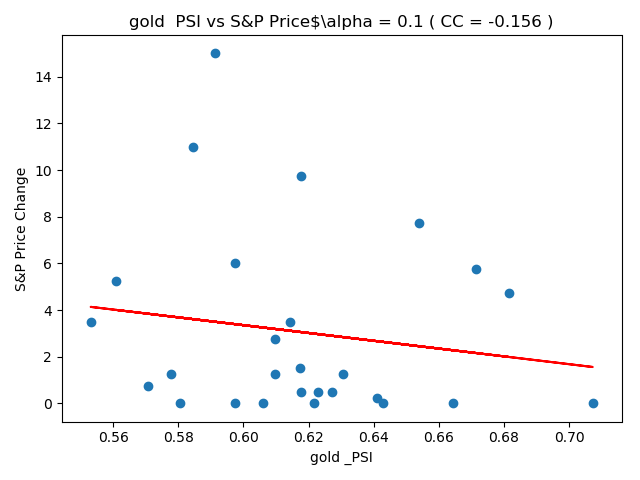 gold  PSI vs S&P Price$\alpha = 0.1 ( CC = -0.156 )
14
12
10
8
6
4
2
0
S&P Price Change
0.56 0.58 0.60 0.62 0.64 0.66 0.68 0.70
gold _PSI